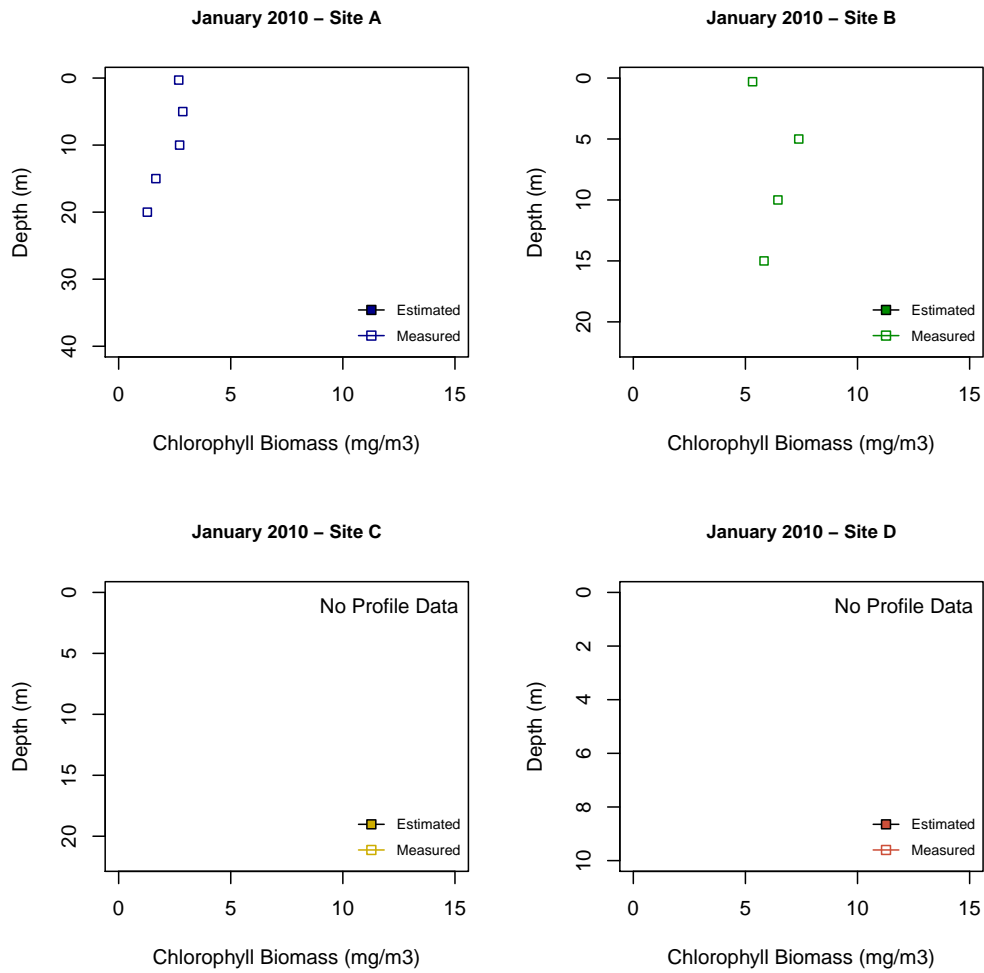 January 2010 – Site A
0
10
20
30
40
Depth (m)
Estimated
Measured
0 5 10 15
Chlorophyll Biomass (mg/m3)
January 2010 – Site B
0
5
10
15
20
Depth (m)
Estimated
Measured
0 5 10 15
Chlorophyll Biomass (mg/m3)
January 2010 – Site C
No Profile Data
0
5
10
15
20
Depth (m)
Estimated
Measured
0 5 10 15
Chlorophyll Biomass (mg/m3)
January 2010 – Site D
No Profile Data
0
2
4
6
8
10
Depth (m)
Estimated
Measured
0 5 10 15
Chlorophyll Biomass (mg/m3)